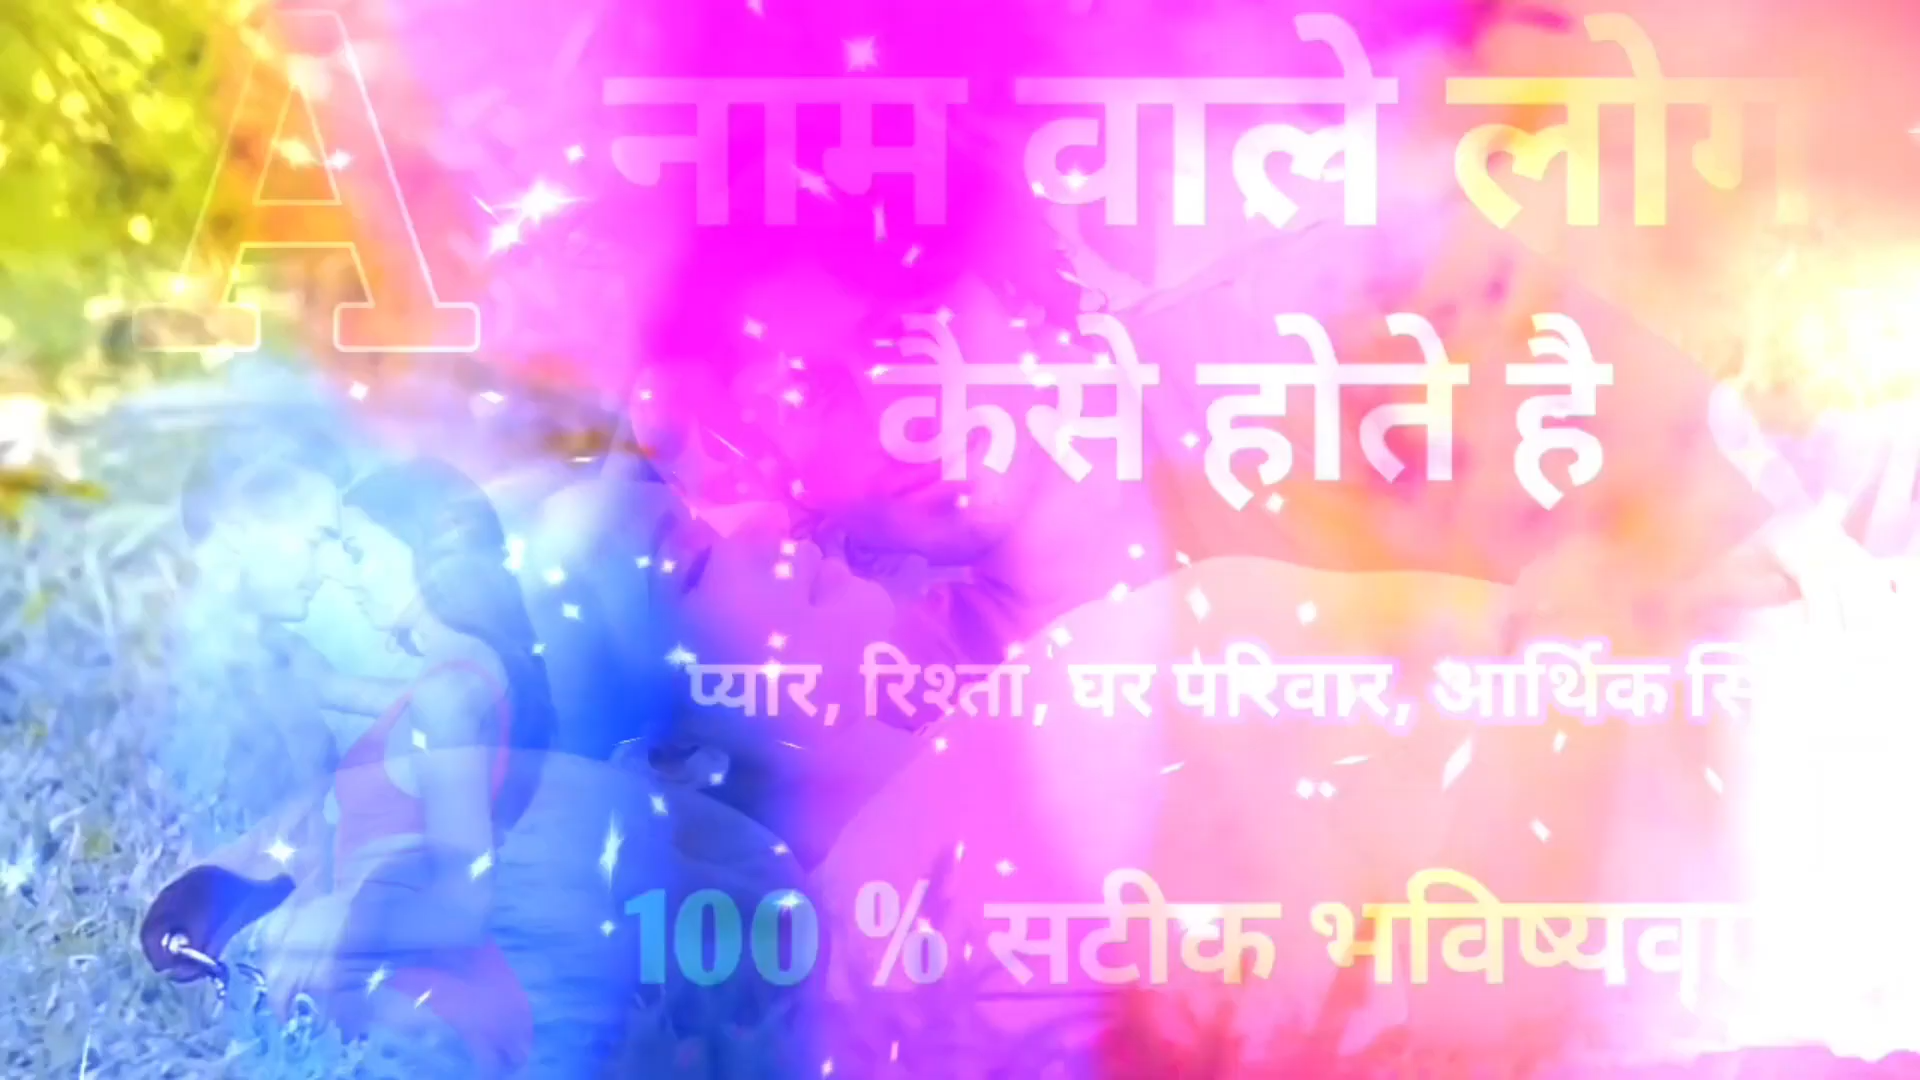 A नाम वाले लोग
कैसे होते है
प्यार, रिश्ता, घर परिवार, आर्थिक
100 % सटीक